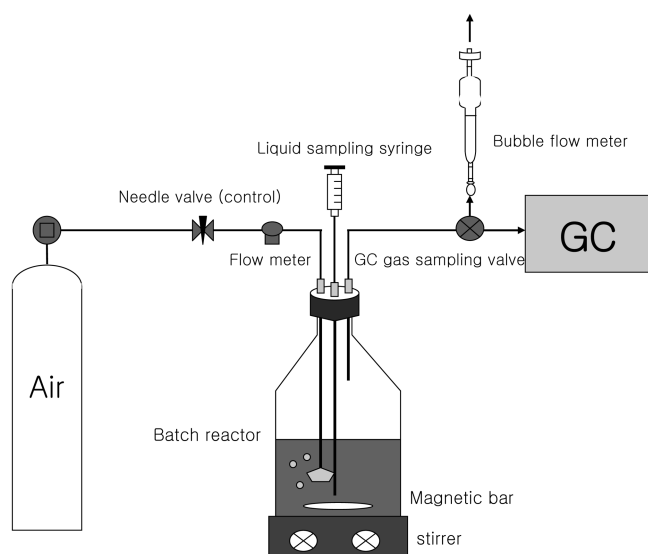 Bubble flow meter
Liquid sampling syringe
Needle valve (control)
GC
Flow meter
GC gas sampling valve
Air
Batch reactor
Magnetic bar
stirrer